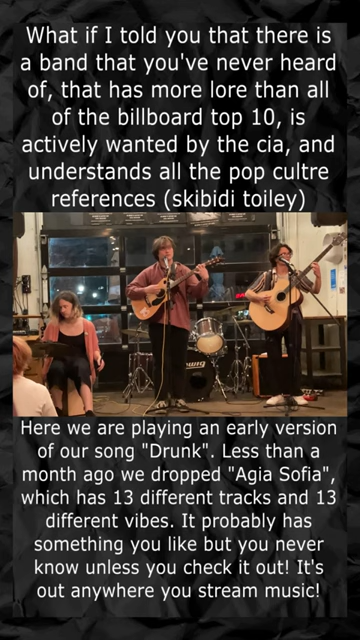 What if I told you that there is
a band that you've never heard
of, that has more lore than all
of the billboard top 10, is
actively wanted by the cia, and
understands all the pop cultre
references (skibidi toiley)
Here we are playing an early version
of our song "Drunk". Less than a
month ago we dropped "Agia Sofia",
which has 13 different tracks and 13
different vibes. It probably has
something you like but you never
know unless you check it out! It's
out anywhere you stream music!